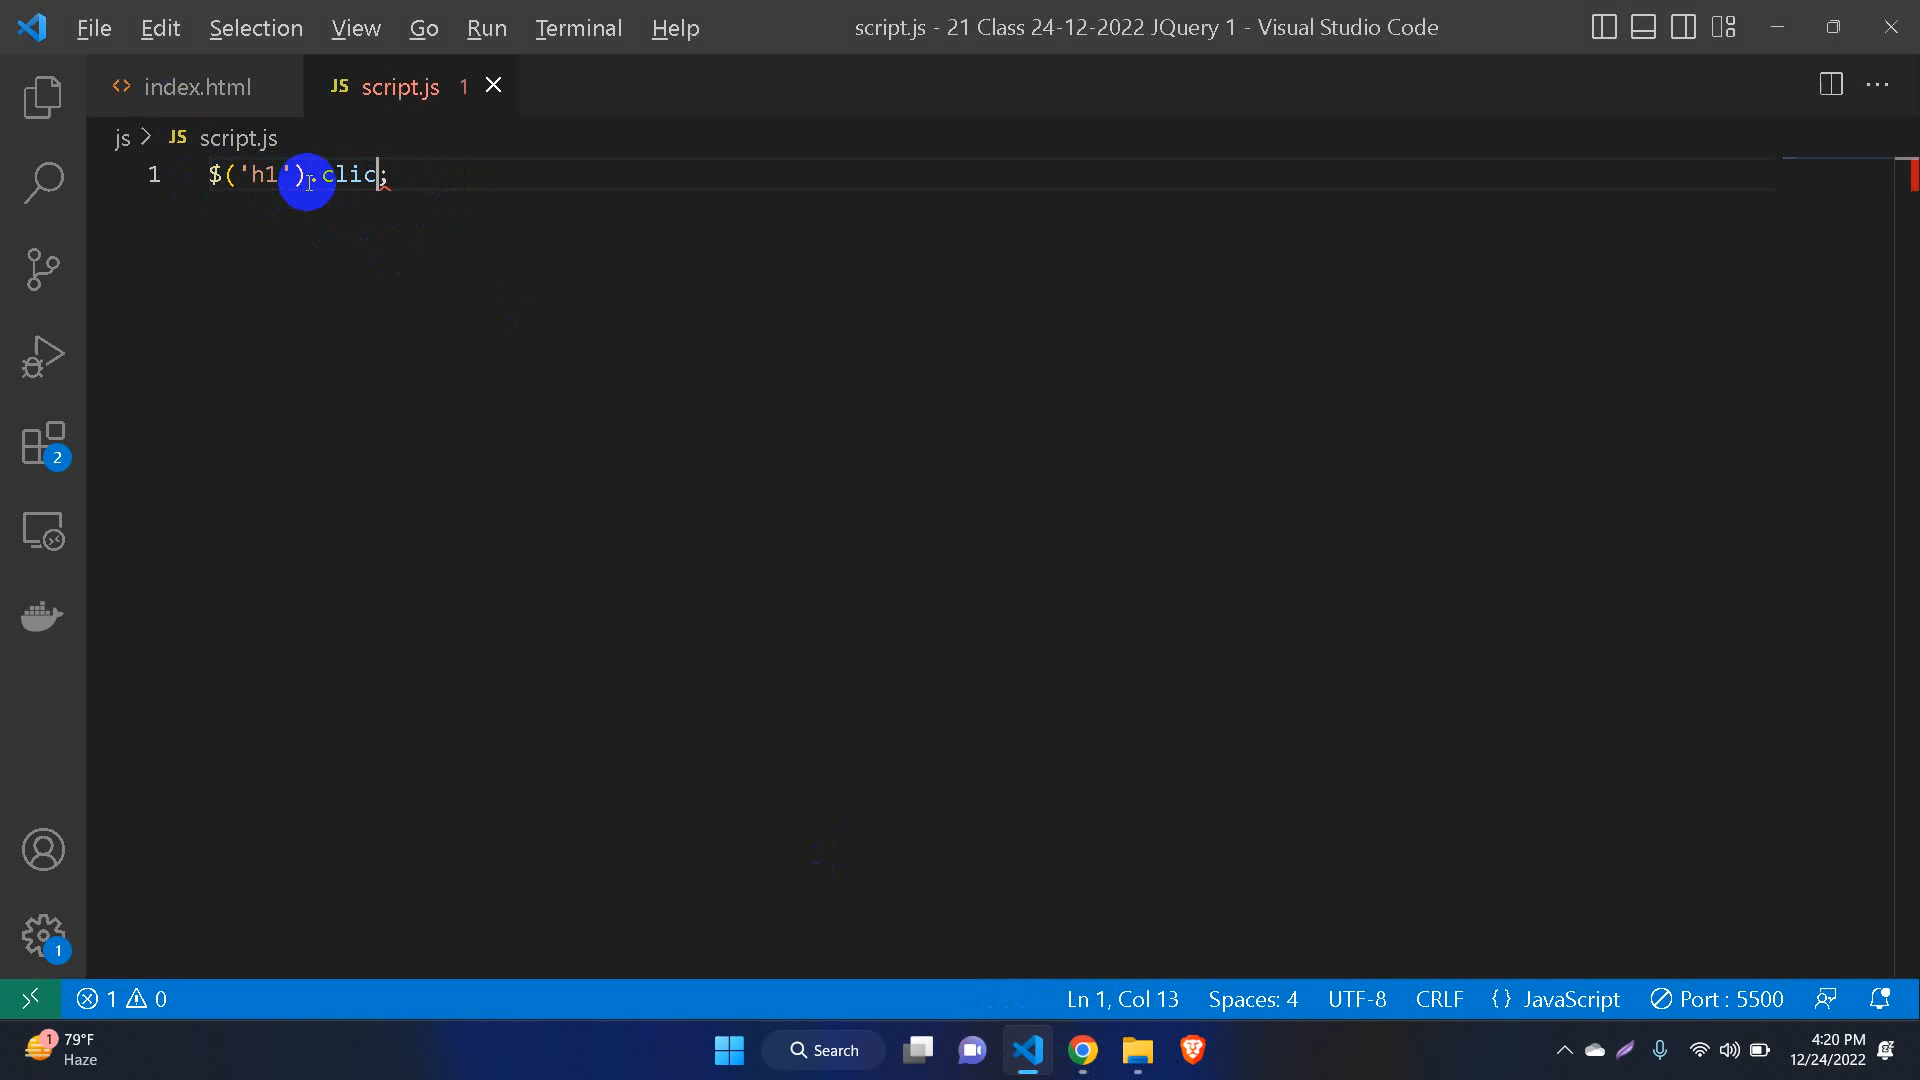 File Edit Selection View Go Run Terminal Help script.js - 21 Class 24-12-2022 JQuery 1 - Visual Studio Code
<> index.html JS script.js 1
js > JS script.js
1 $('h1').clic;
2
1
1 0 Ln 1, Col 13 Spaces: 4 UTF-8 CRLF {} JavaScript Port : 5500
1 79°F
Haze
Search
4:20 PM
12/24/2022